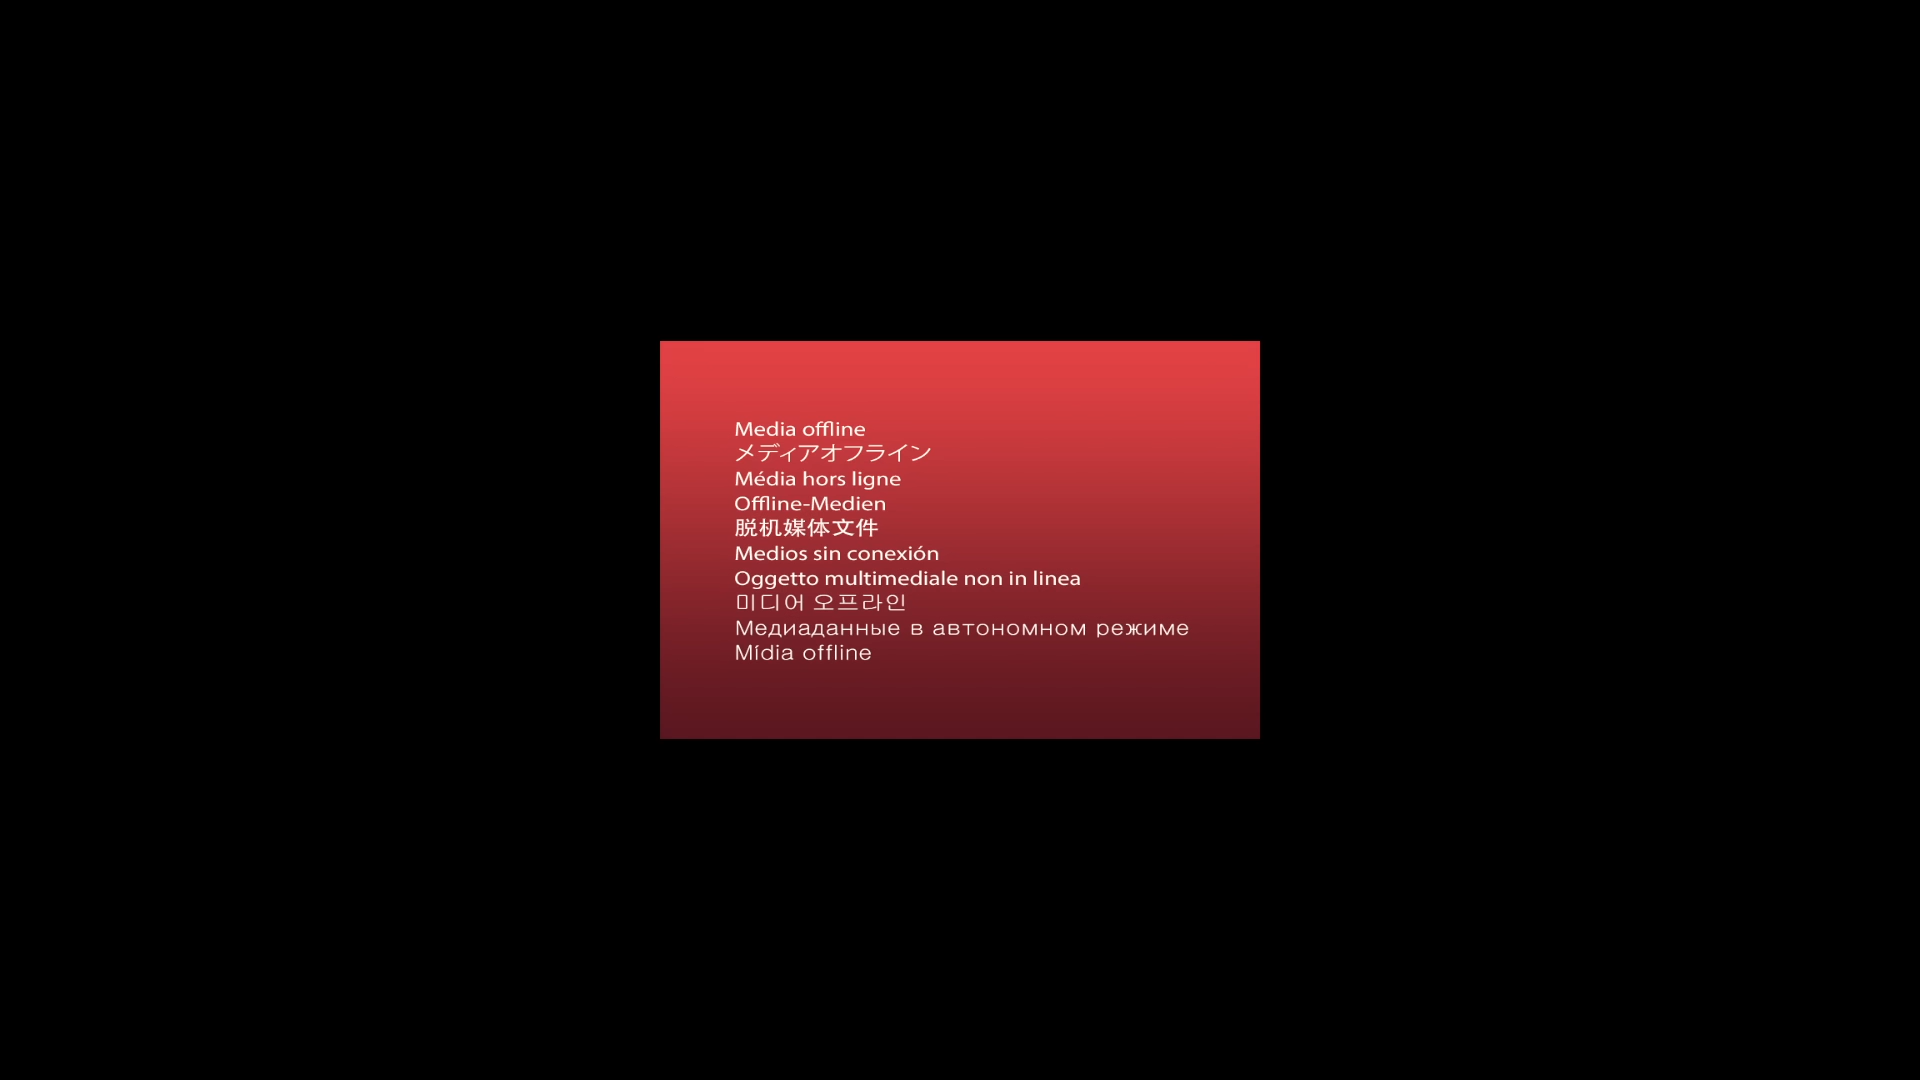 Media offline
メディアオフライン
Média hors ligne
Offline-Medien
脱机媒体文件
Medios sin conexión
Oggetto multimediale non in linea
미디어 오프라인
Медиаданные в автономном режиме
Mídia offline